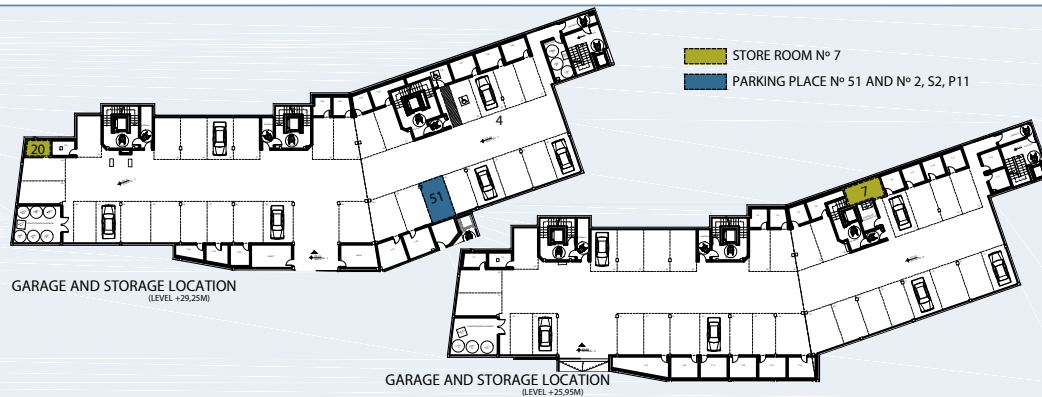 STORE ROOM Nº 7
PARKING PLACE Nº 51 AND Nº 2, S2, P11
4
20
51
7
GARAGE AND STORAGE LOCATION
(LEVEL +29,25M)
GARAGE AND STORAGE LOCATION
(LEVEL +25,95M)